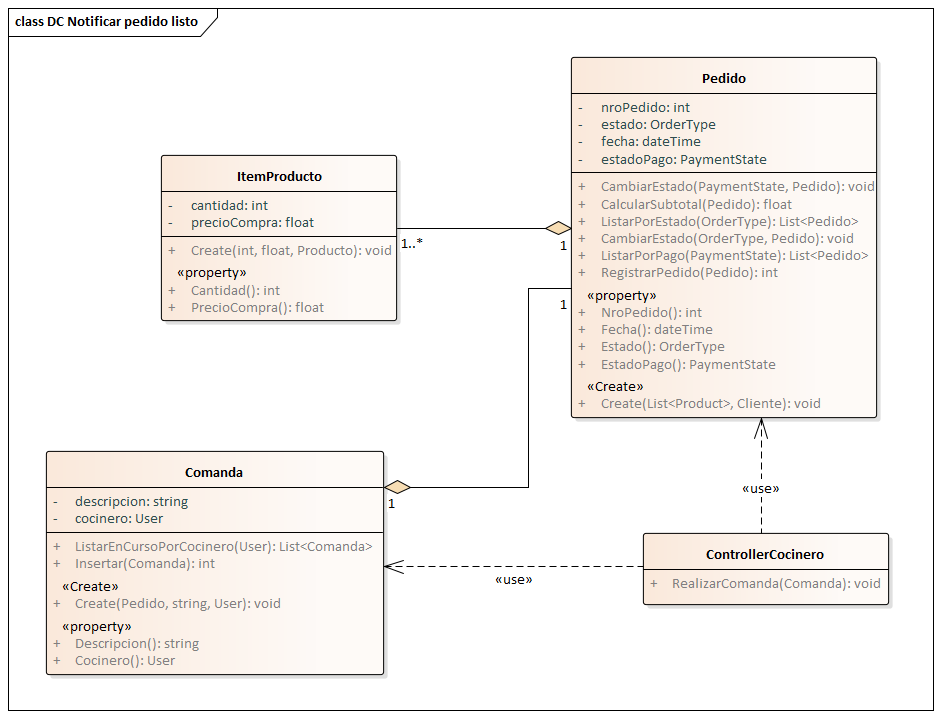 class DC Notificar pedido listo
Pedido
- nroPedido: int
- estado: OrderType
- fecha: dateTime
- estadoPago: PaymentState
+ CambiarEstado(PaymentState, Pedido): void
+ CalcularSubtotal(Pedido): float
+ ListarPorEstado(OrderType): List<Pedido>
+ CambiarEstado(OrderType, Pedido): void
+ ListarPorPago(PaymentState): List<Pedido>
+ RegistrarPedido(Pedido): int
«property»
+ NroPedido(): int
+ Fecha(): dateTime
+ Estado(): OrderType
+ EstadoPago(): PaymentState
«Create»
+ Create(List<Product>, Cliente): void
ItemProducto
- cantidad: int
- precioCompra: float
+ Create(int, float, Producto): void
«property»
+ Cantidad(): int
+ PrecioCompra(): float
1..*
1
1
Comanda
- descripcion: string
- cocinero: User
+ ListarEnCursoPorCocinero(User): List<Comanda>
+ Insertar(Comanda): int
«Create»
+ Create(Pedido, string, User): void
«property»
+ Descripcion(): string
+ Cocinero(): User
1
«use»
«use»
ControllerCocinero
+ RealizarComanda(Comanda): void